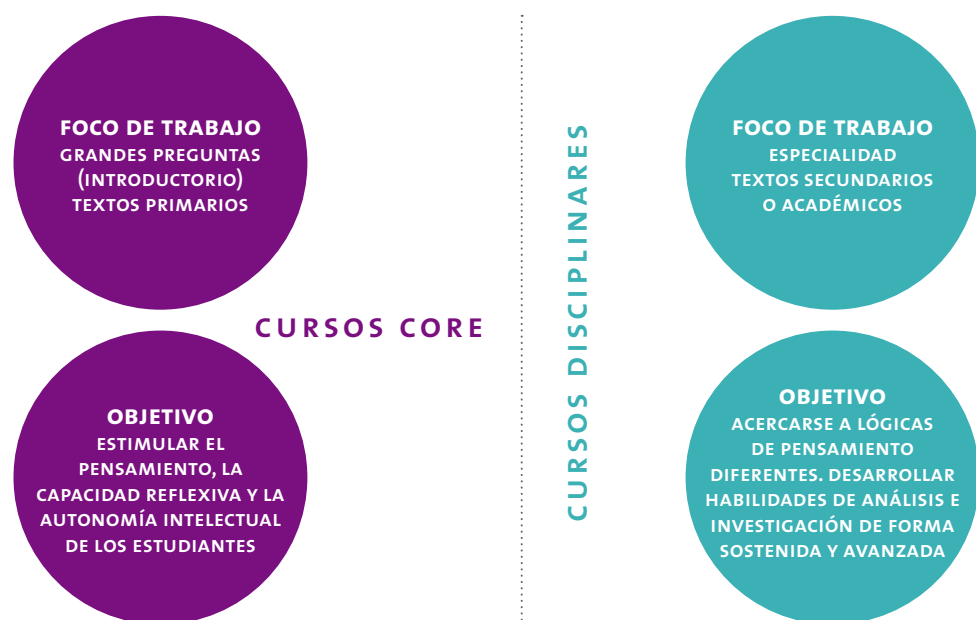 FOCO DE TRABAJO
GRANDES PREGUNTAS
(INTRODUCTORIO)
TEXTOS PRIMARIOS
CURSOS CORE
OBJETIVO
ESTIMULAR EL
PENSAMIENTO, LA
CAPACIDAD REFLEXIVA Y LA
AUTONOMÍA INTELECTUAL
DE LOS ESTUDIANTES
CURSOS DISCIPLINARES
FOCO DE TRABAJO
ESPECIALIDAD
TEXTOS SECUNDARIOS
O ACADÉMICOS
OBJETIVO
ACERCARSE A LÓGICAS
DE PENSAMIENTO
DIFERENTES. DESARROLLAR
HABILIDADES DE ANÁLISIS E
INVESTIGACIÓN DE FORMA
SOSTENIDA Y AVANZADA